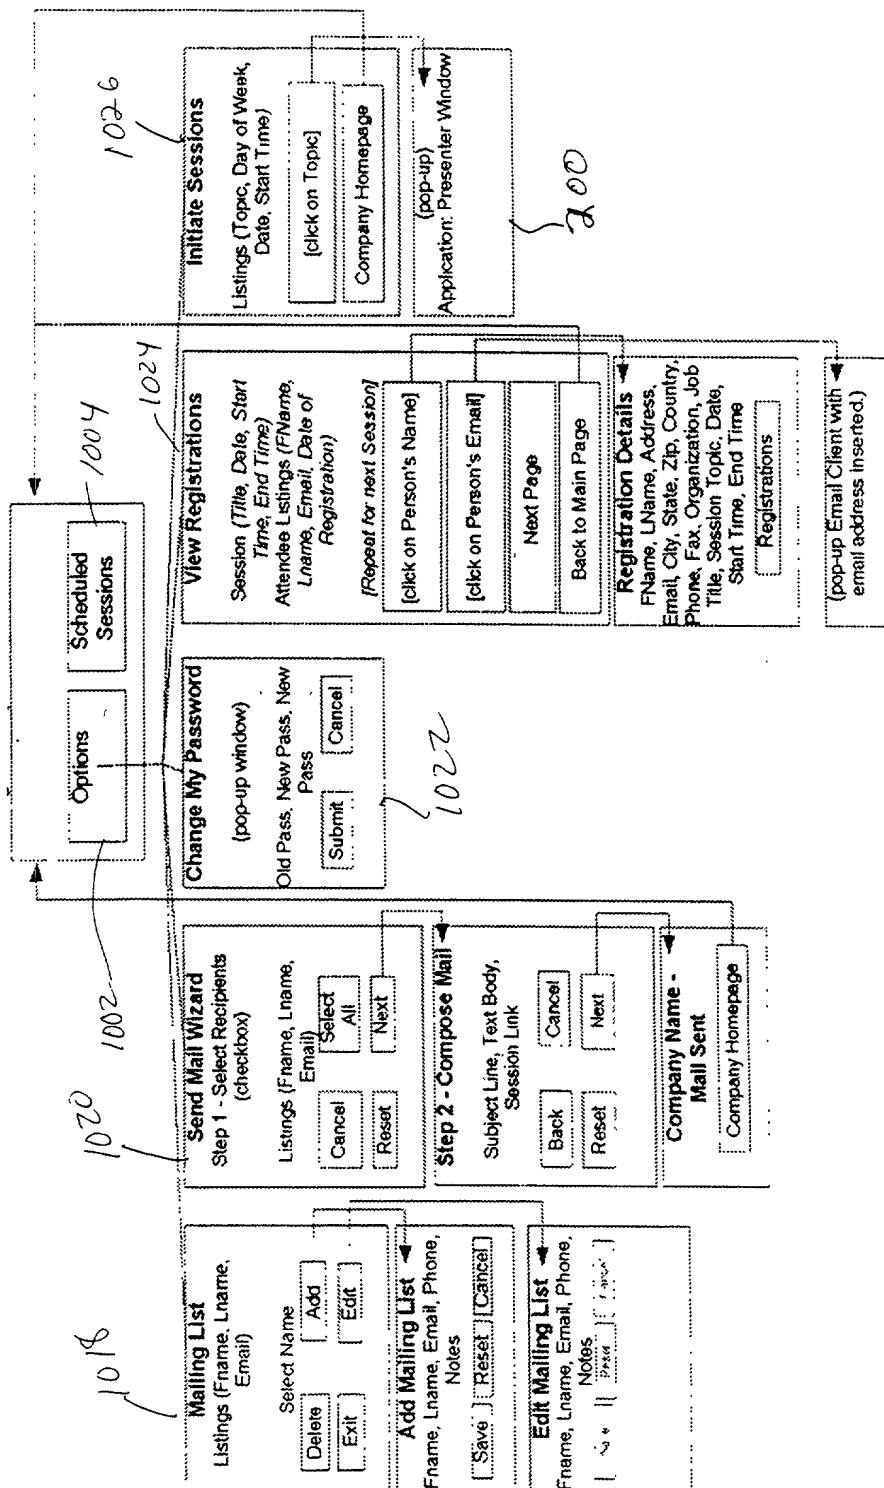 Options
Scheduled
Sessions
1002
1004
Mailing List
Listings (Fname, Lname,
Email)
Select Name
Delete
Add
Exit
Edit
1018
Add Mailing List
Fname, Lname, Email, Phone,
Notes
Save
Reset
Cancel
Edit Mailing List
Fname, Lname, Email, Phone,
Notes
Send Mail Wizard
Step 1 - Select Recipients
(checkbox)
Listings (Fname, Lname,
Email)
Cancel
Select
All
Reset
Next
1020
Step 2 - Compose Mail
Subject Line, Text Body,
Session Link
Back
Cancel
Reset
Next
Company Name -
Mail Sent
Company Homepage
Change My Password
(pop-up window)
Old Pass, New Pass, New
Pass
Submit
Cancel
1022
View Registrations
Session (Title, Date, Start
Time, End Time)
Attendee Listings (FName,
Lname, Email, Date of
Registration)
[Repeat for next Session]
[click on Person's Name]
[click on Person's Email]
Next Page
Back to Main Page
1024
Registration Details
FName, LName, Address,
Email, City, State, Zip, Country,
Phone, Fax, Organization, Job
Title, Session Topic, Date,
Start Time, End Time
Registrations
(pop-up Email Client with
email address inserted.)
Initiate Sessions
Listings (Topic, Day of Week,
Date, Start Time)
[click on Topic]
Company Homepage
1026
(pop-up)
Application: Presenter Window
200